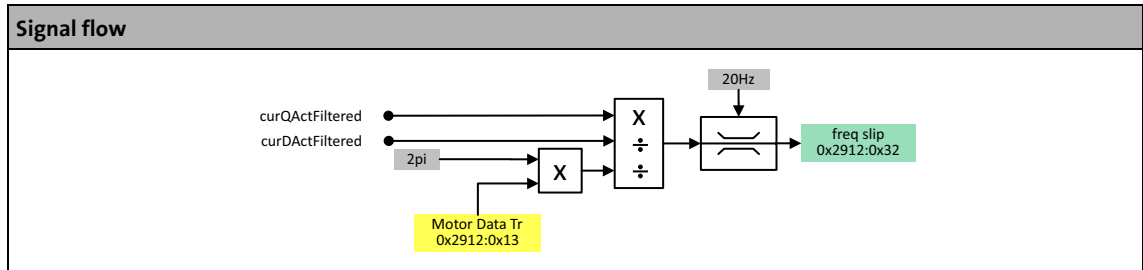 Signal flow
20Hz
curQActFiltered
curDActFiltered
2pi
X
÷
÷
X
freq slip
0x2912:0x32
Motor Data Tr
0x2912:0x13